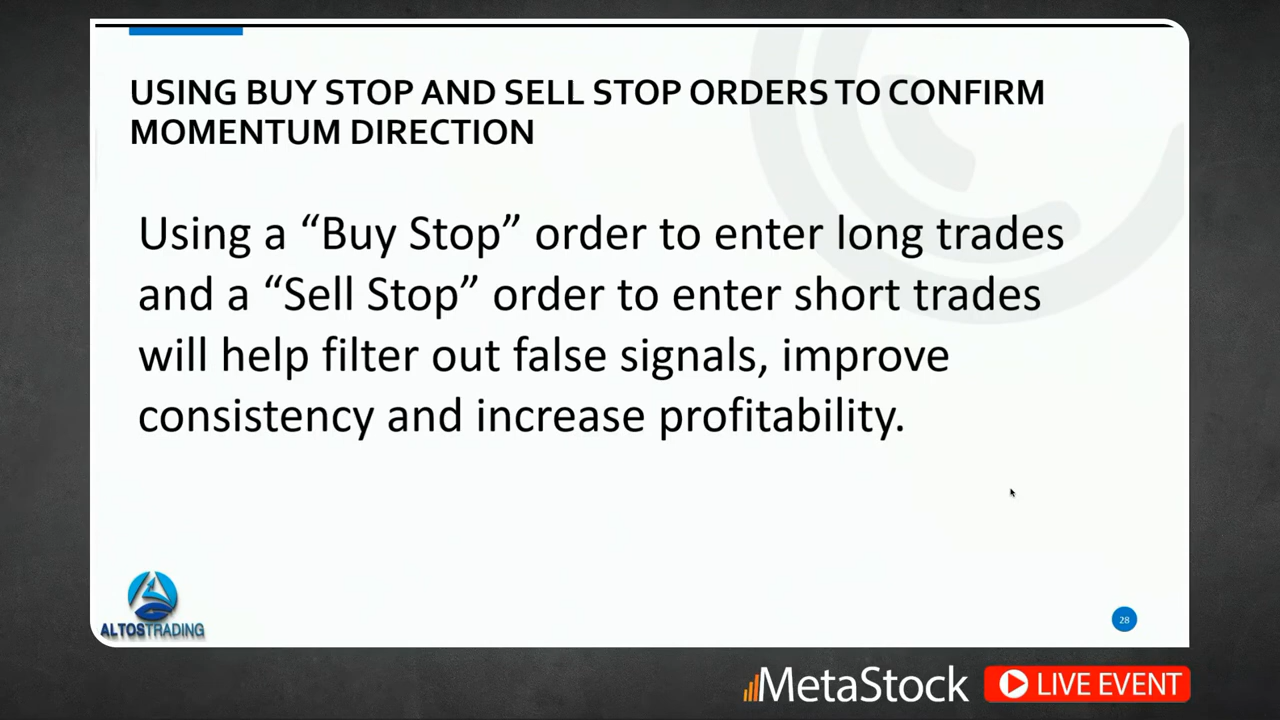 USING BUY STOP AND SELL STOP ORDERS TO CONFIRM
MOMENTUM DIRECTION
Using a “Buy Stop” order to enter long trades
and a “Sell Stop” order to enter short trades
will help filter out false signals, improve
consistency and increase profitability.
ALTOSTRADING
28
MetaStock
LIVE EVENT